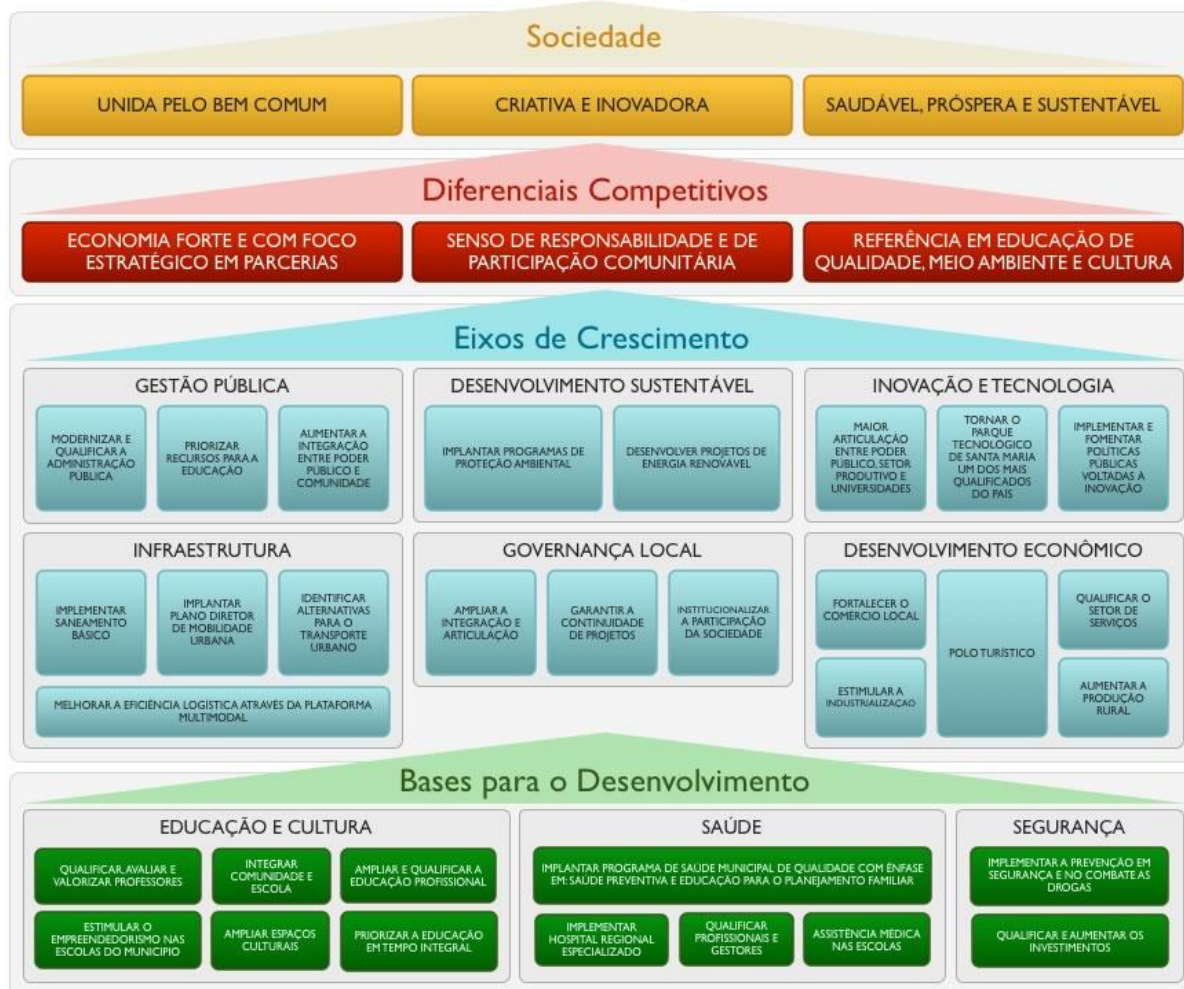 Sociedade
UNIDA PELO BEM COMUM
CRIATIVA E INOVADORA
SAUDÁVEL, PRÓSPERA E SUSTENTÁVEL
Diferenciais Competitivos
ECONOMIA FORTE E COM FOCO
ESTRATÉGICO EM PARCERIAS
SENSO DE RESPONSABILIDADE E DE
PARTICIPAÇÃO COMUNITÁRIA
REFERÊNCIA EM EDUCAÇÃO DE
QUALIDADE, MEIO AMBIENTE E CULTURA
Eixos de Crescimento
GESTÃO PÚBLICA
MODERNIZAR E
QUALIFICAR A
ADMINISTRAÇÃO
PÚBLICA
PRIORIZAR
RECURSOS PARA A
EDUCAÇÃO
AUMENTAR A
INTEGRAÇÃO
ENTRE PODER
PÚBLICO E
COMUNIDADE
DESENVOLVIMENTO SUSTENTÁVEL
IMPLANTAR PROGRAMAS DE
PROTEÇÃO AMBIENTAL
DESENVOLVER PROJETOS DE
ENERGIA RENOVÁVEL
INOVAÇÃO E TECNOLOGIA
MAIOR
ARTICULAÇÃO
ENTRE PODER
PÚBLICO, SETOR
PRODUTIVO E
UNIVERSIDADES
TORNAR O
PARQUE
TECNOLÓGICO
DE SANTA MARIA
UM DOS MAIS
QUALIFICADOS
DO PAÍS
IMPLEMENTAR E
FOMENTAR
POLÍTICAS
PÚBLICAS
VOLTADAS À
INOVAÇÃO
INFRAESTRUTURA
IMPLEMENTAR
SANEAMENTO
BÁSICO
IMPLANTAR
PLANO DIRETOR
DE MOBILIDADE
URBANA
IDENTIFICAR
ALTERNATIVAS
PARA O
TRANSPORTE
URBANO
MELHORAR A EFICIÊNCIA LOGÍSTICA ATRAVÉS DA PLATAFORMA
MULTIMODAL
GOVERNANÇA LOCAL
AMPLIAR A
INTEGRAÇÃO E
ARTICULAÇÃO
GARANTIR A
CONTINUIDADE
DE PROJETOS
INSTITUCIONALIZAR
A PARTICIPAÇÃO
DA SOCIEDADE
DESENVOLVIMENTO ECONÔMICO
FORTALECER O
COMÉRCIO LOCAL
ESTIMULAR A
INDUSTRIALIZAÇÃO
POLO TURÍSTICO
QUALIFICAR O
SETOR DE
SERVIÇOS
AUMENTAR A
PRODUÇÃO
RURAL
Bases para o Desenvolvimento
EDUCAÇÃO E CULTURA
QUALIFICAR, AVALIAR E
VALORIZAR PROFESSORES
INTEGRAR
COMUNIDADE E
ESCOLA
AMPLIAR E QUALIFICAR A
EDUCAÇÃO PROFISSIONAL
ESTIMULAR O
EMPREENDEDORISMO NAS
ESCOLAS DO MUNICIPIO
AMPLIAR ESPAÇOS
CULTURAIS
PRIORIZAR A EDUCAÇÃO
EM TEMPO INTEGRAL
SAÚDE
IMPLANTAR PROGRAMA DE SAÚDE MUNICIPAL DE QUALIDADE COM ÊNFASE
EM: SAÚDE PREVENTIVA E EDUCAÇÃO PARA O PLANEJAMENTO FAMILIAR
IMPLEMENTAR
HOSPITAL REGIONAL
ESPECIALIZADO
QUALIFICAR
PROFISSIONAIS E
GESTORES
ASSISTÊNCIA MÉDICA
NAS ESCOLAS
SEGURANÇA
IMPLEMENTAR A PREVENÇÃO EM
SEGURANÇA E NO COMBATE AS
DROGAS
QUALIFICAR E AUMENTAR OS
INVESTIMENTOS